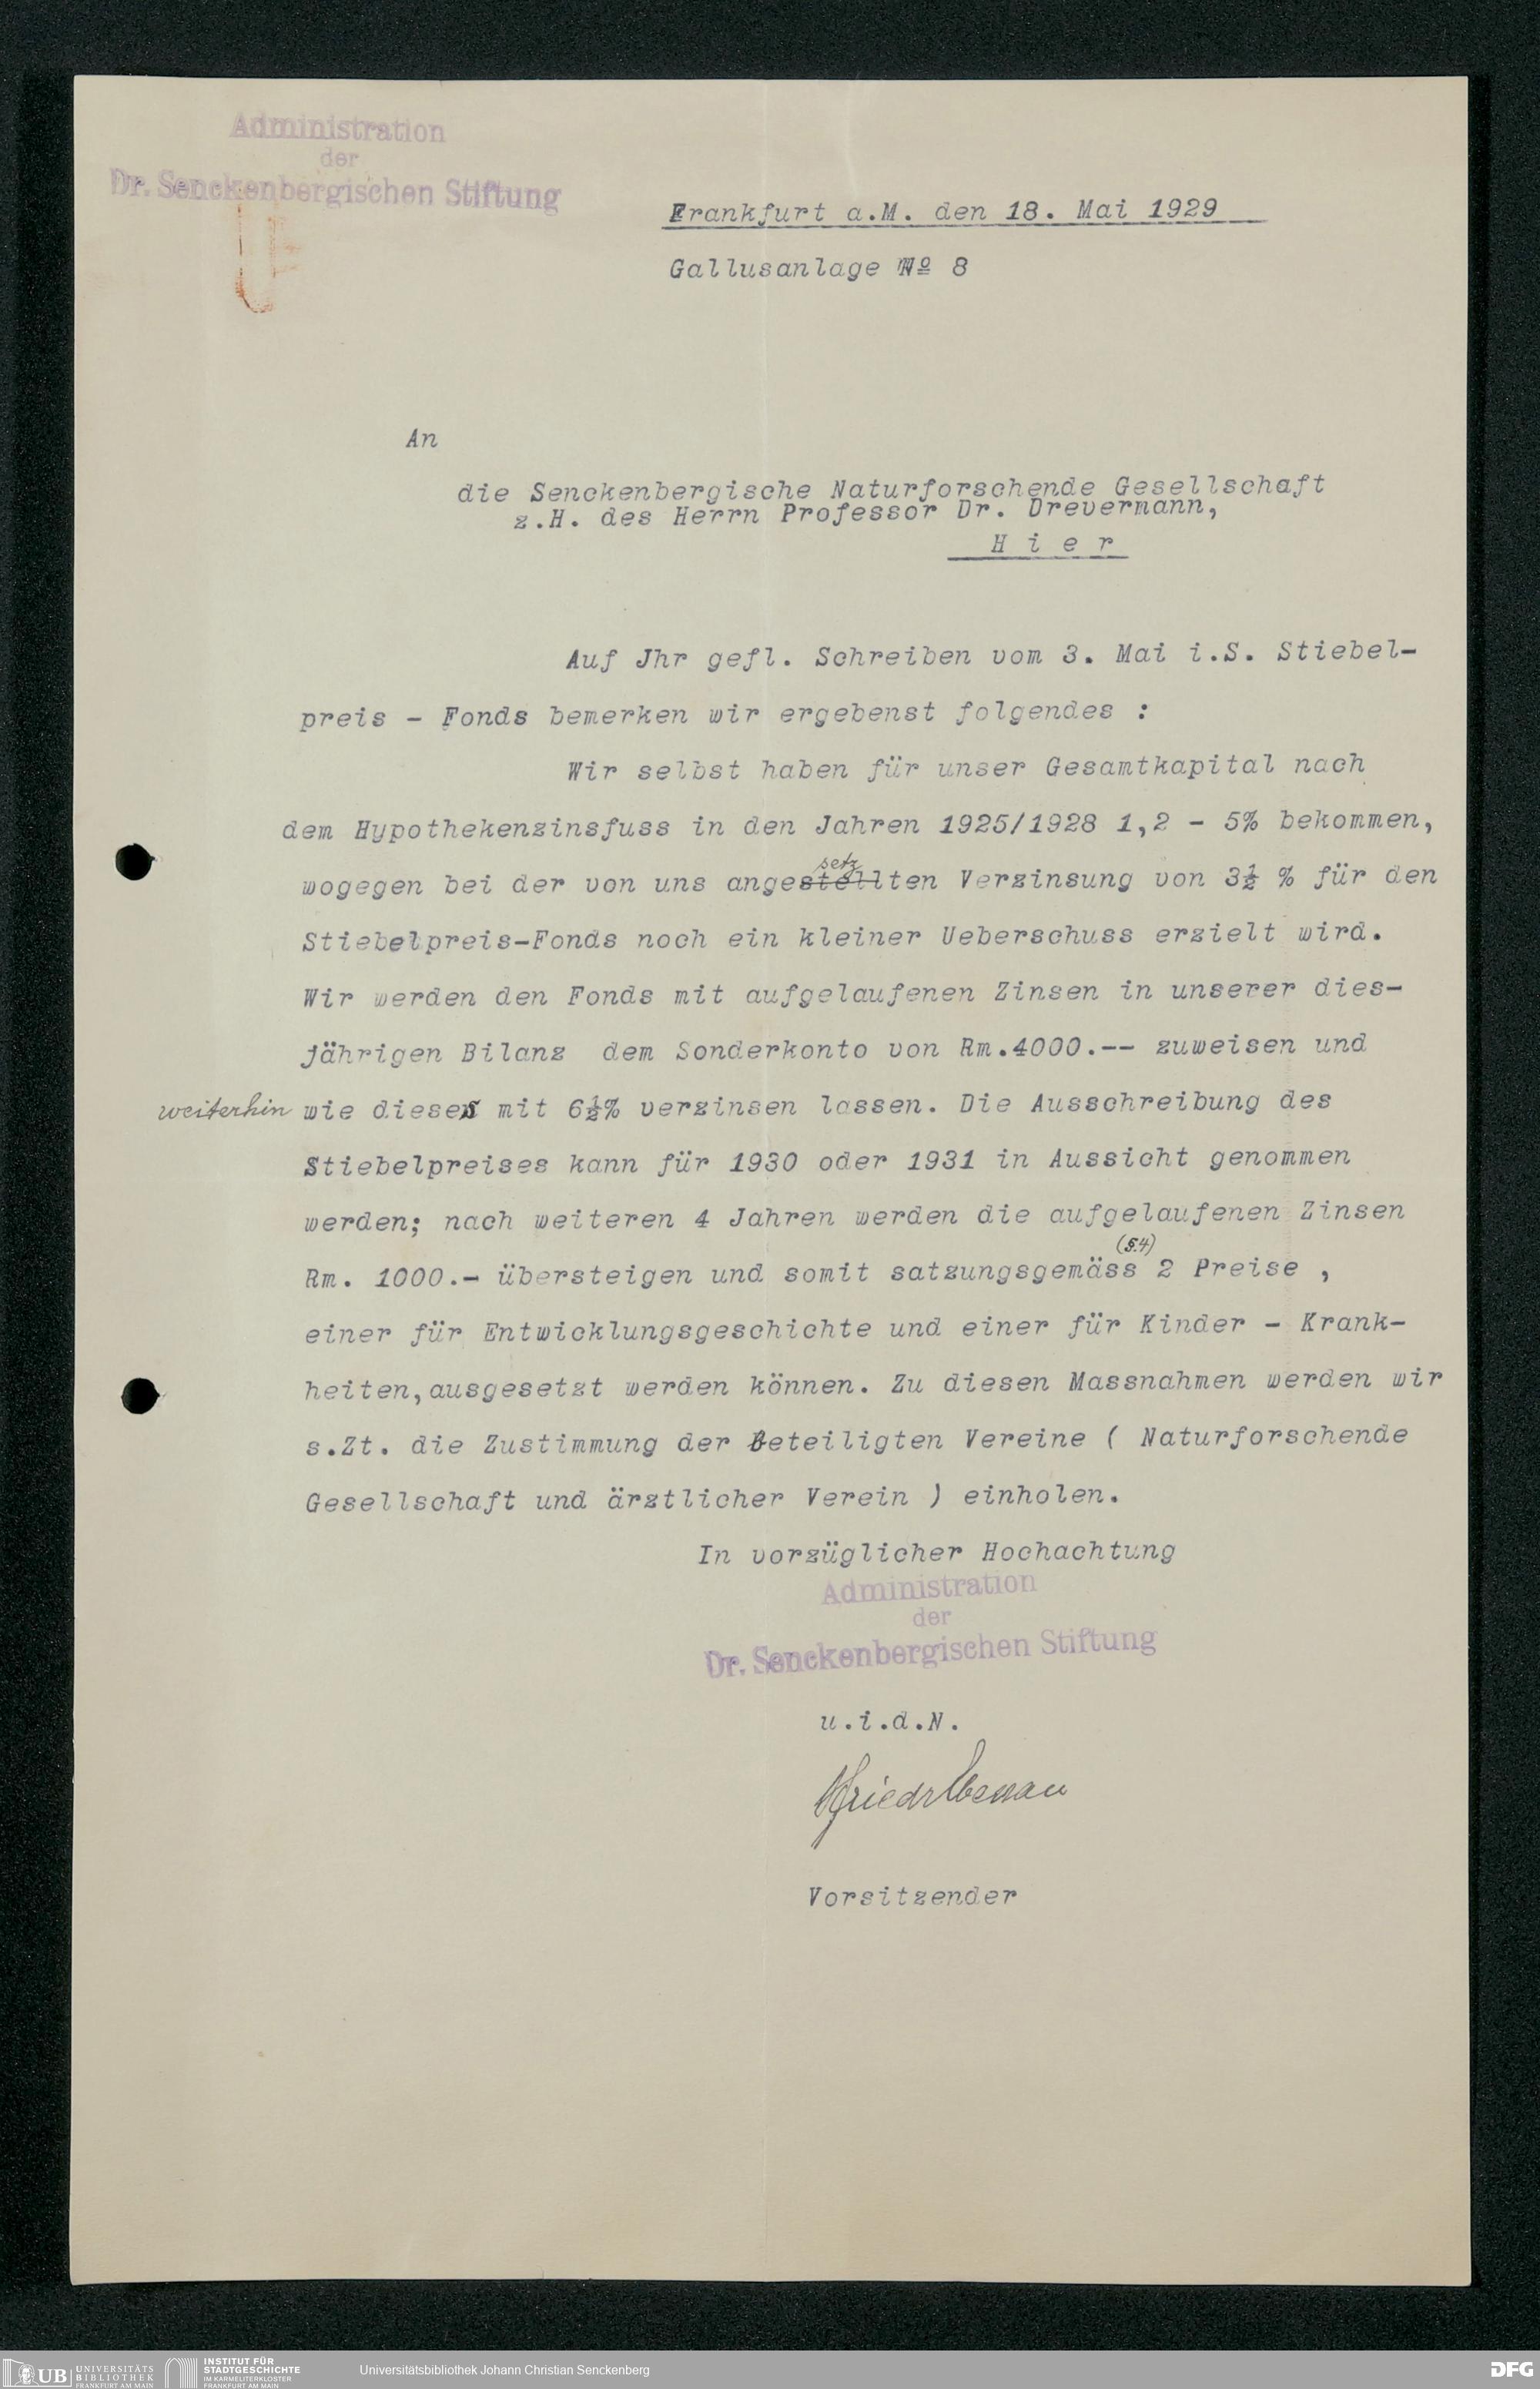 Administration
der
Dr. Senckenbergischen Stiftung
Frankfurt a.M. den 18. Mai 1929
Gallusanlage No 8
An
die Senckenbergische Naturforschende Gesellschaft
z.H. des Herrn Professor Dr. Drevermann,
H i e r
Auf Jhr gefl. Schreiben vom 3. Mai i.S. Stiebel-
preis - Fonds bemerken wir ergebenst folgendes :
Wir selbst haben für unser Gesamtkapital nach
dem Hypothekenzinsfuss in den Jahren 1925/1928 1,2 - 5% bekommen,
setz
wogegen bei der von uns angestellten Verzinsung von 3½ % für den
Stiebelpreis-Fonds noch ein kleiner Ueberschuss erzielt wird.
Wir werden den Fonds mit aufgelaufenen Zinsen in unserer dies-
jährigen Bilanz dem Sonderkonto von Rm.4000.-- zuweisen und
weiterhin wie dieses mit 6½% verzinsen lassen. Die Ausschreibung des
Stiebelpreises kann für 1930 oder 1931 in Aussicht genommen
werden; nach weiteren 4 Jahren werden die aufgelaufenen Zinsen
(§.4)
Rm. 1000.- übersteigen und somit satzungsgemäss 2 Preise ,
einer für Entwicklungsgeschichte und einer für Kinder - Krank-
heiten,ausgesetzt werden können. Zu diesen Massnahmen werden wir
s.Zt. die Zustimmung der Beteiligten Vereine ( Naturforschende
Gesellschaft und ärztlicher Verein ) einholen.
In vorzüglicher Hochachtung
Administration
der
Dr. Senckenbergischen Stiftung
u.i.d.N.
Vorsitzender
UB UNIVERSITÄTS
BIBLIOTHEK
FRANKFURT AM MAIN
INSTITUT FÜR
STADTGESCHICHTE
IM KARMELITERKLOSTER
FRANKFURT AM MAIN
Universitätsbibliothek Johann Christian Senckenberg
DFG